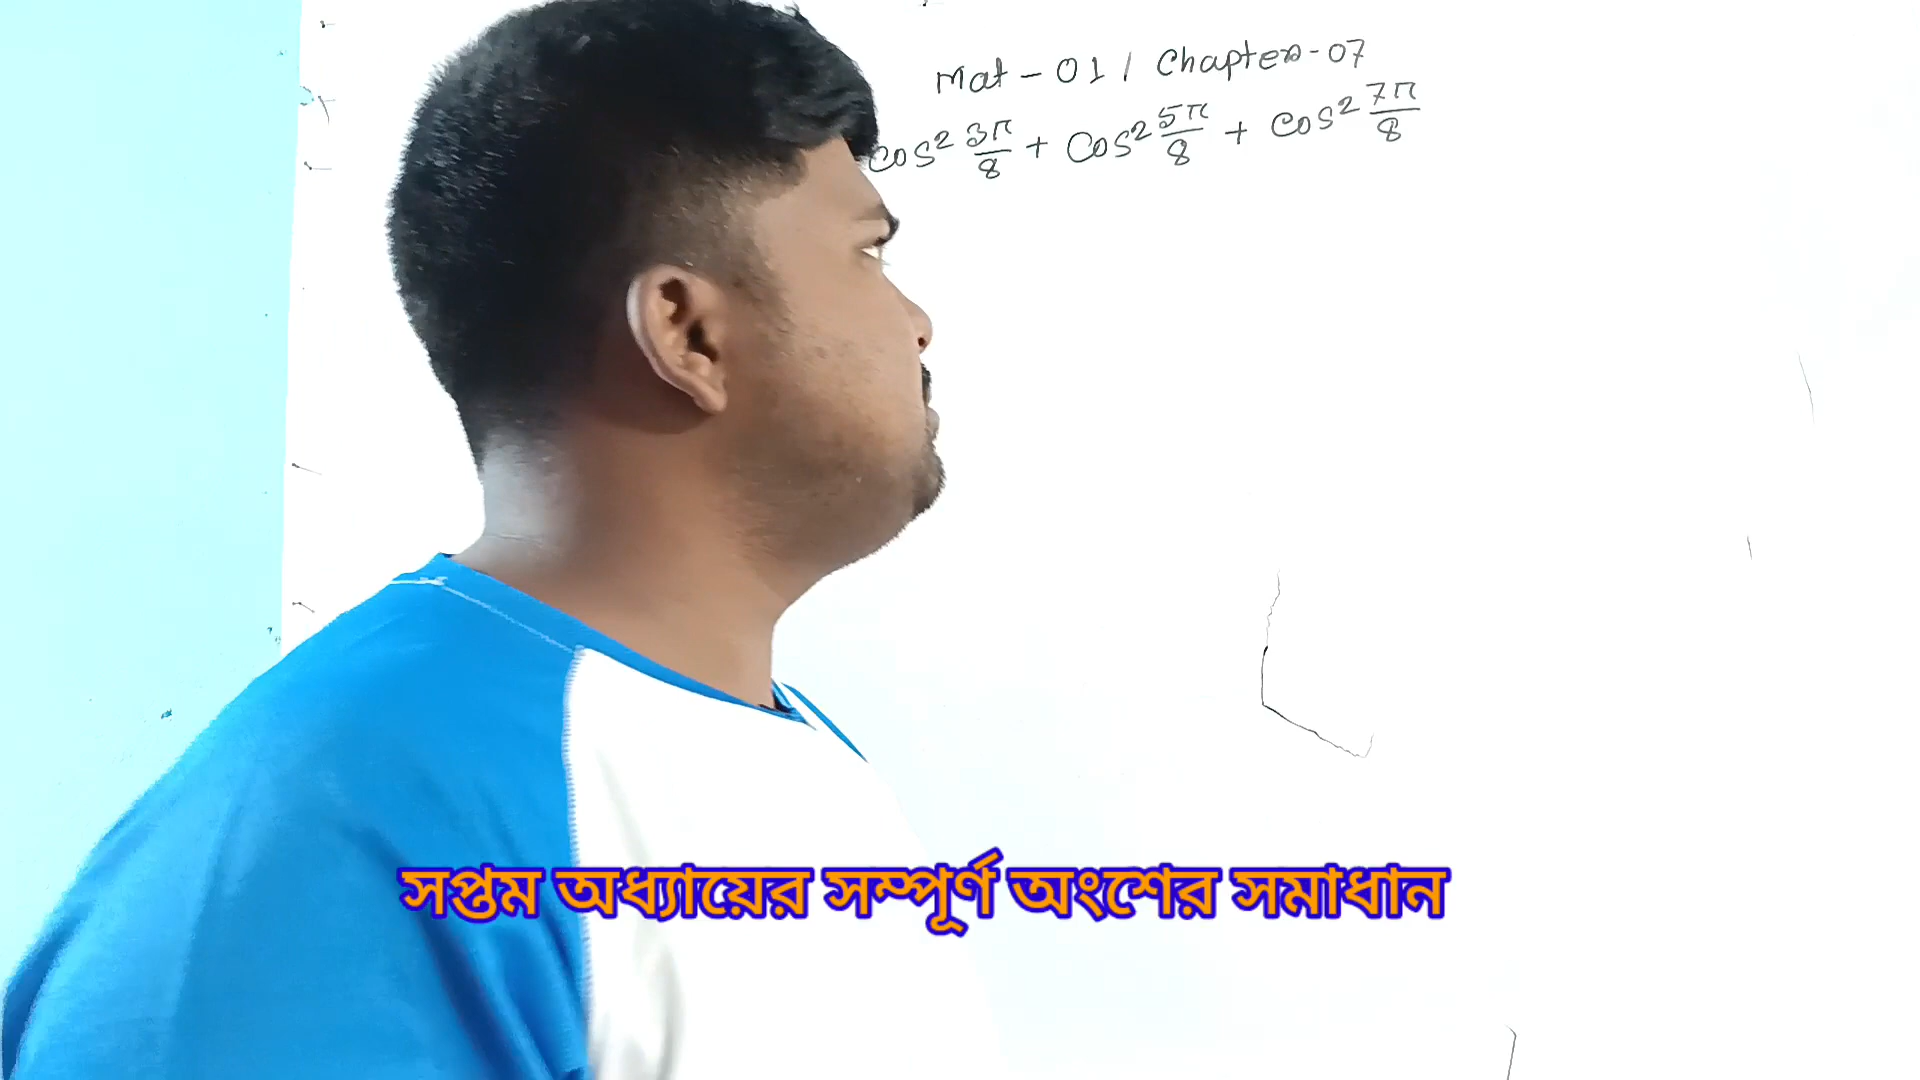 Mat - 01 / Chapter - 07
cos² 3π/8 + cos² 5π/8 + cos² 7π/8
সপ্তম অধ্যায়ের সম্পূর্ণ অংশের সমাধান